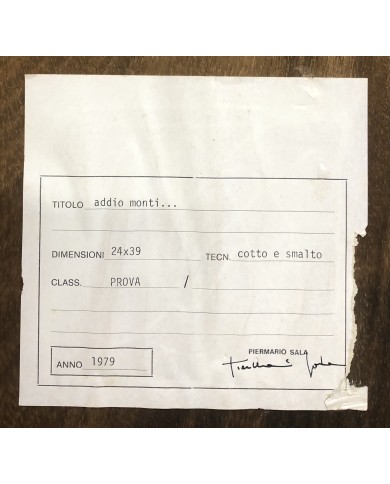 TITOLO addio monti...
DIMENSIONI 24x39 TECN. cotto e smalto
CLASS. PROVA /
PIERMARIO SALA
ANNO 1979